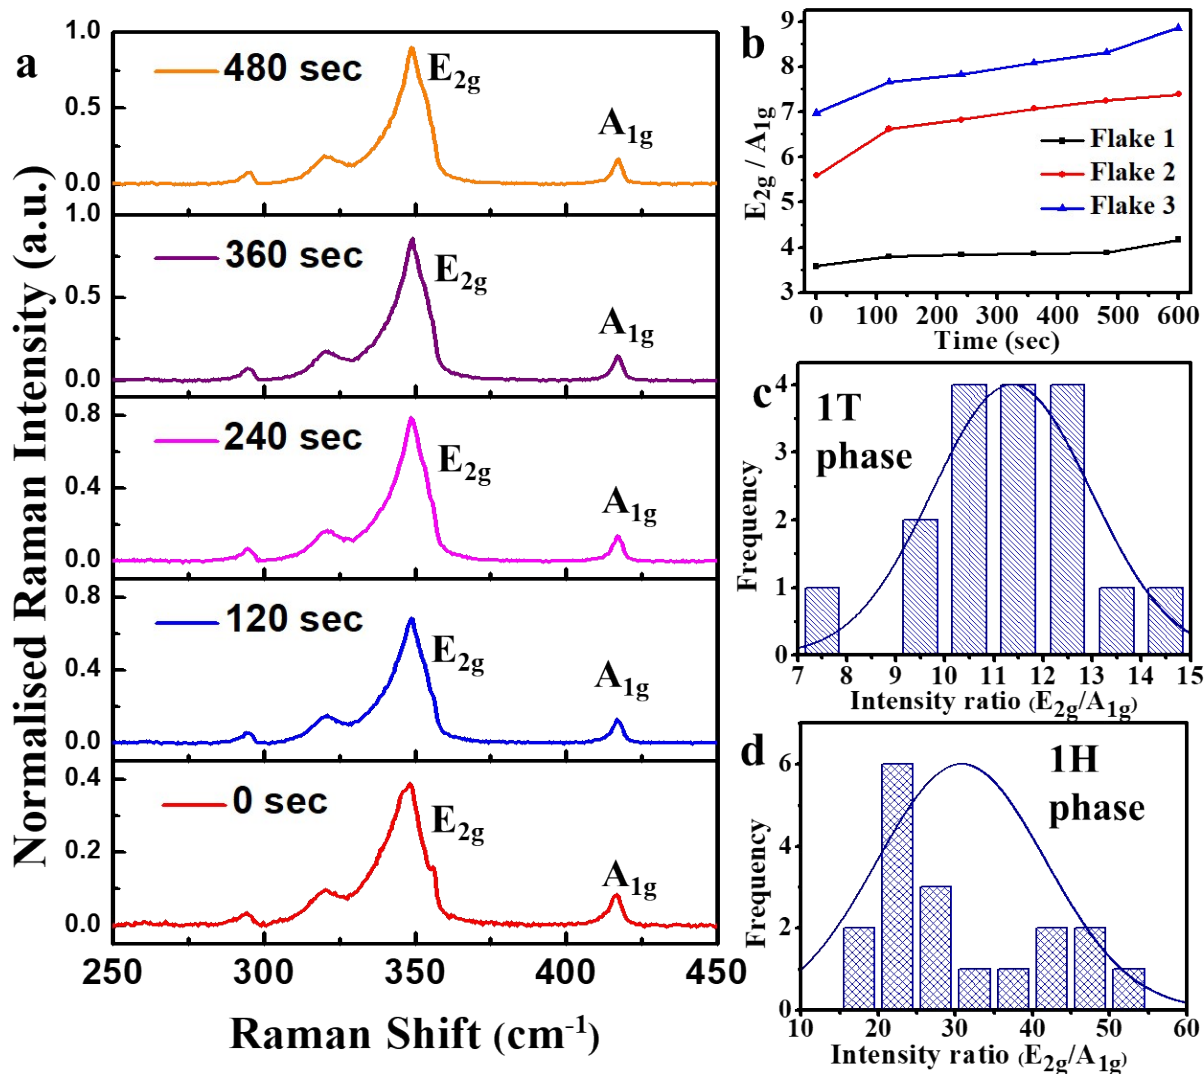 a
Normalised Raman Intensity (a.u.)
1.0
480 sec
E2g
A1g
0.5
0.0
1.0
360 sec
E2g
A1g
0.5
0.0
0.8
240 sec
E2g
A1g
0.4
0.0
0.8
120 sec
E2g
A1g
0.4
0.0
0.4
0 sec
E2g
A1g
0.2
0.0
250 300 350 400 450
Raman Shift (cm-1)
b
E2g / A1g
9
8
7
6
5
4
3
Flake 1
Flake 2
Flake 3
0 100 200 300 400 500 600
Time (sec)
c
1T
phase
Frequency
4
3
2
1
0
7 8 9 10 11 12 13 14 15
Intensity ratio (E2g/A1g)
d
1H
phase
Frequency
6
4
2
0
10 20 30 40 50 60
Intensity ratio (E2g/A1g)